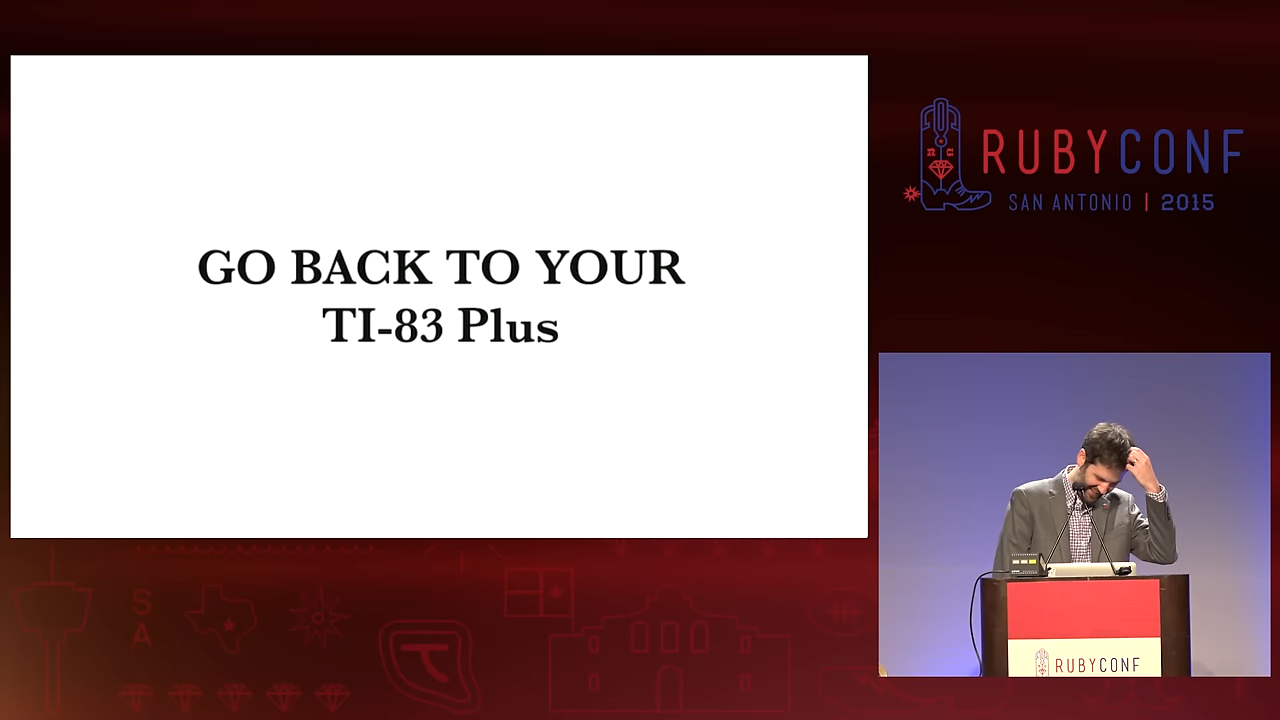 GO BACK TO YOUR
TI-83 Plus
RUBYCONF
SAN ANTONIO | 2015
S
A
RUBYCONF